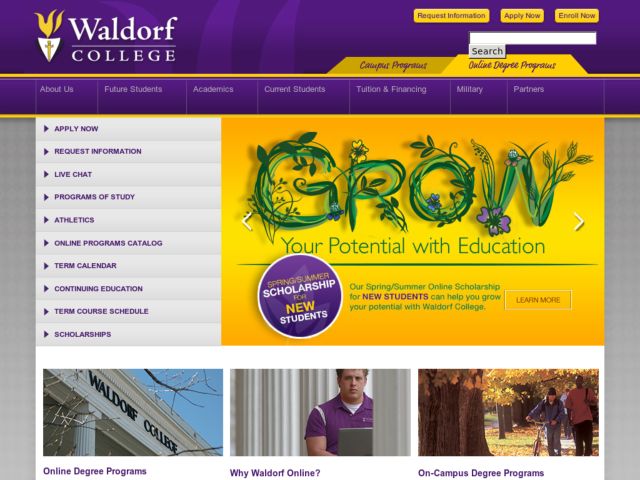 Waldorf
COLLEGE
Request Information
Apply Now
Enroll Now
Search
Campus Programs
Online Degree Programs
About Us
Future Students
Academics
Current Students
Tuition & Financing
Military
Partners
APPLY NOW
REQUEST INFORMATION
LIVE CHAT
PROGRAMS OF STUDY
ATHLETICS
ONLINE PROGRAMS CATALOG
TERM CALENDAR
CONTINUING EDUCATION
TERM COURSE SCHEDULE
SCHOLARSHIPS
GROW
Your Potential with Education
SPRING/SUMMER
SCHOLARSHIP
FOR
NEW
STUDENTS
Our Spring/Summer Online Scholarship
for NEW STUDENTS can help you grow
your potential with Waldorf College.
LEARN MORE
WALDORF COLLEGE
Online Degree Programs
Why Waldorf Online?
On-Campus Degree Programs